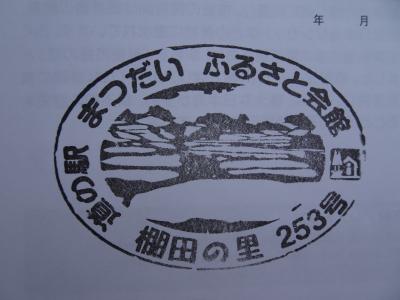 年 月
道の駅 まつだい ふるさと会館
棚田の里 253号